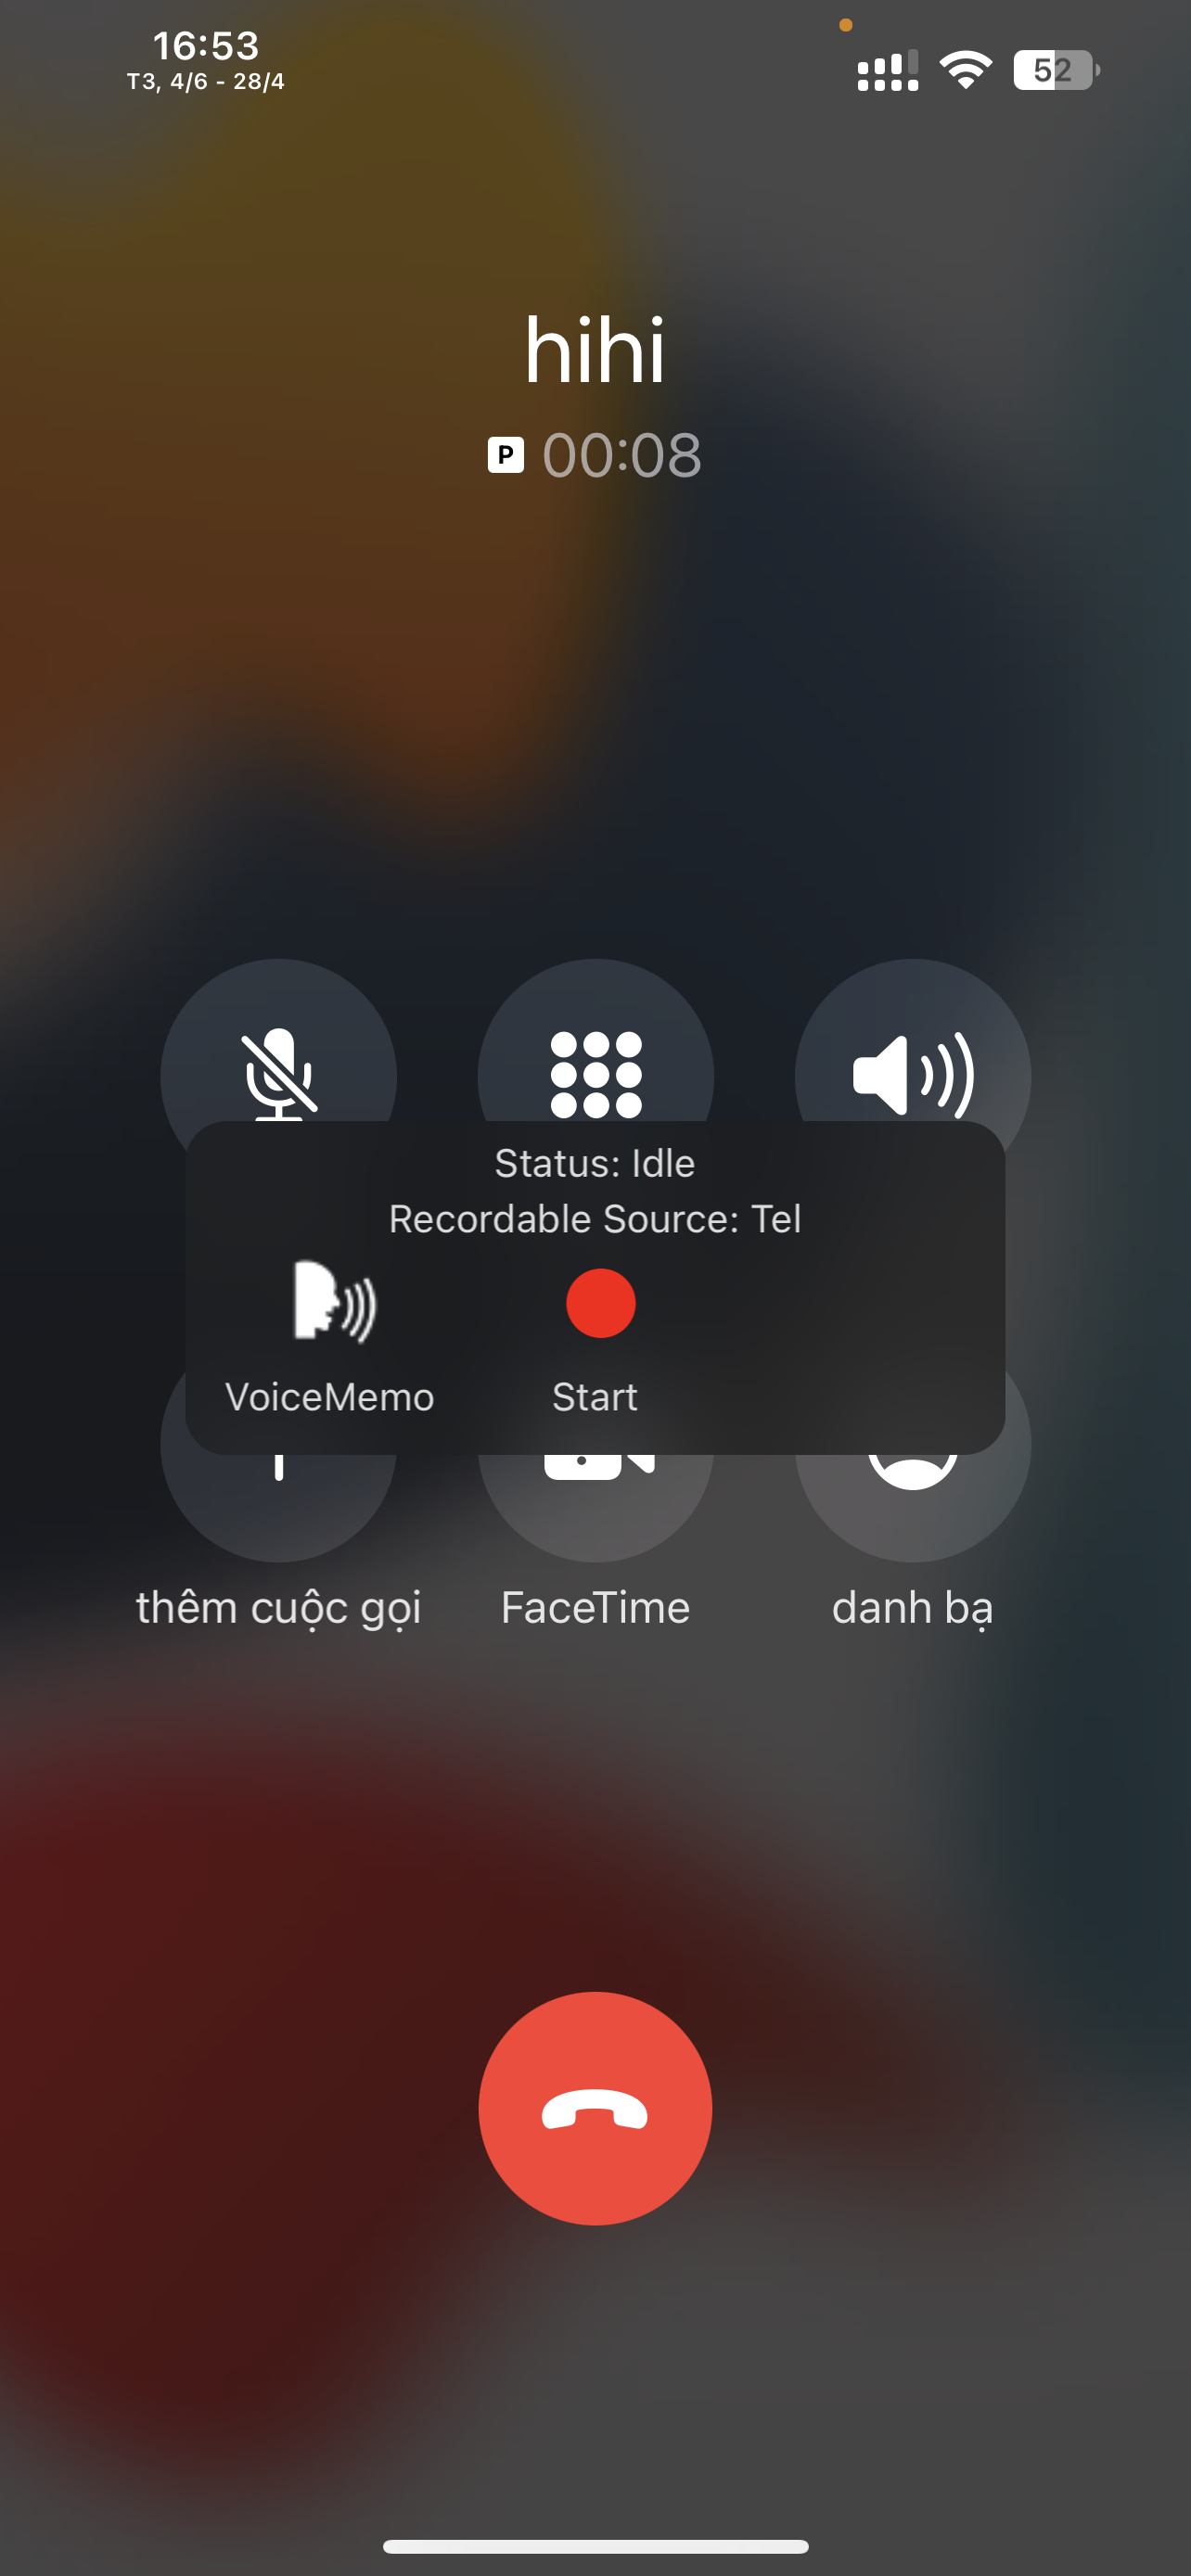 16:53
T3, 4/6 - 28/4
52
hihi
P 00:08
Status: Idle
Recordable Source: Tel
VoiceMemo
Start
thêm cuộc gọi
FaceTime
danh bạ